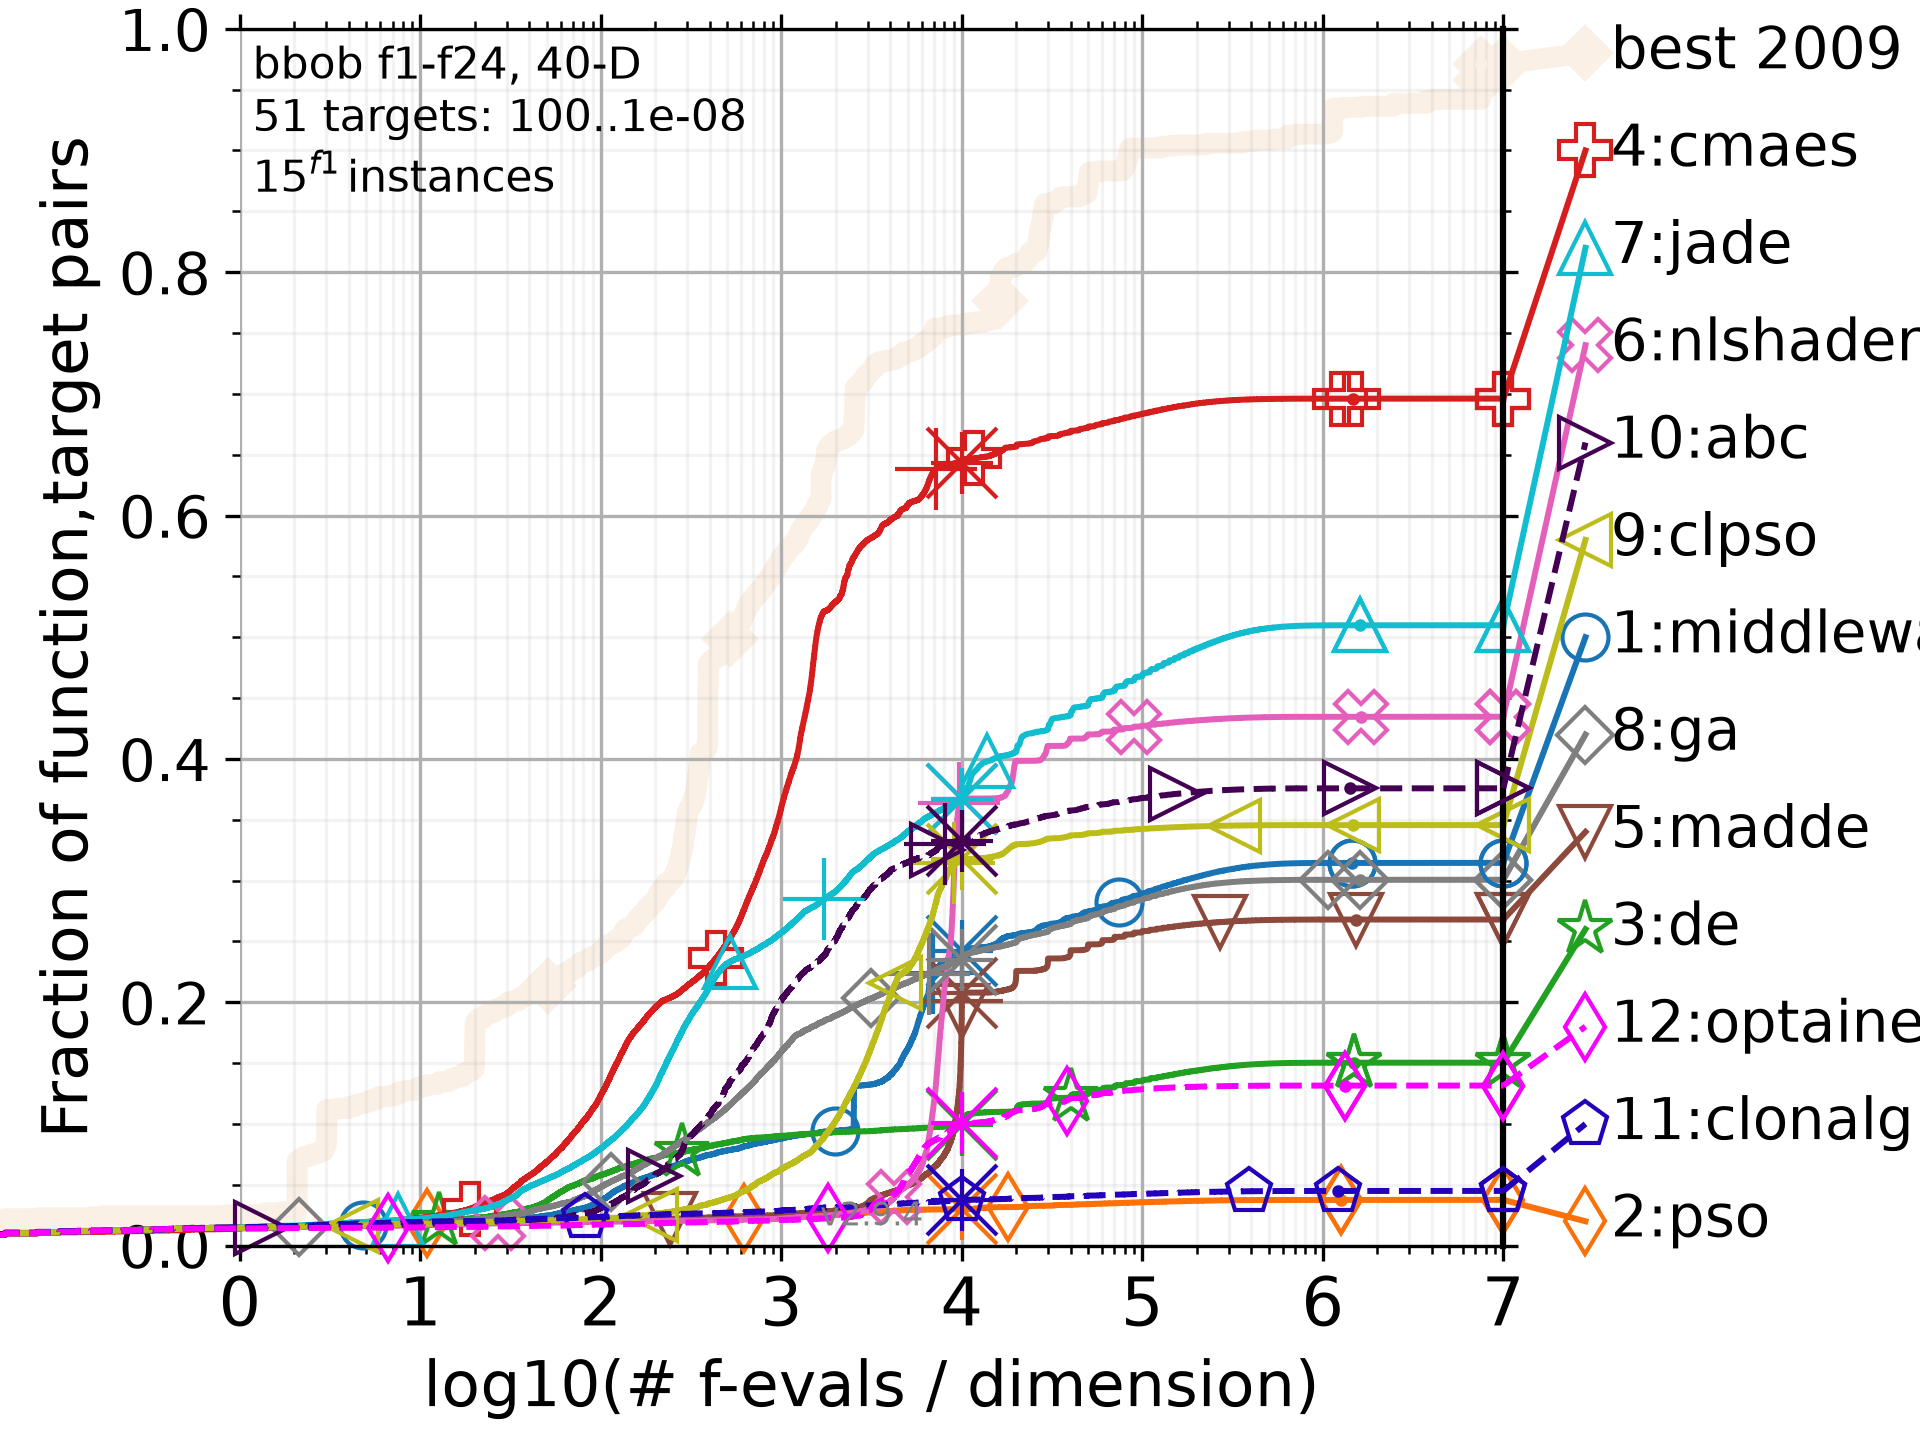 1.0
0.8
0.6
0.4
0.2
0.0
Fraction of function,target pairs
bbob f1-f24, 40-D
51 targets: 100..1e-08
15f1 instances
0 1 2 3 4 5 6 7
log10(# f-evals / dimension)
best 2009
4:cmaes
7:jade
6:nlshader
10:abc
9:clpso
1:middlewa
8:ga
5:madde
3:de
12:optaine
11:clonalg
2:pso